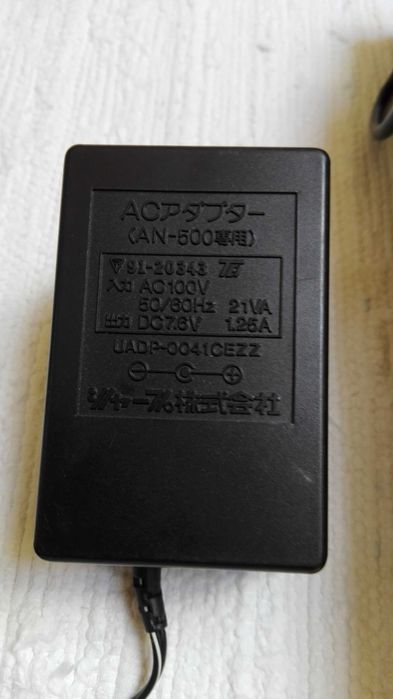 ACアダプター
〈AN-500専用〉
91-20343
入力 AC100V
50/60Hz 21VA
出力 DC7.6V 1.25A
UADP-0041CEZZ
シャープ株式会社